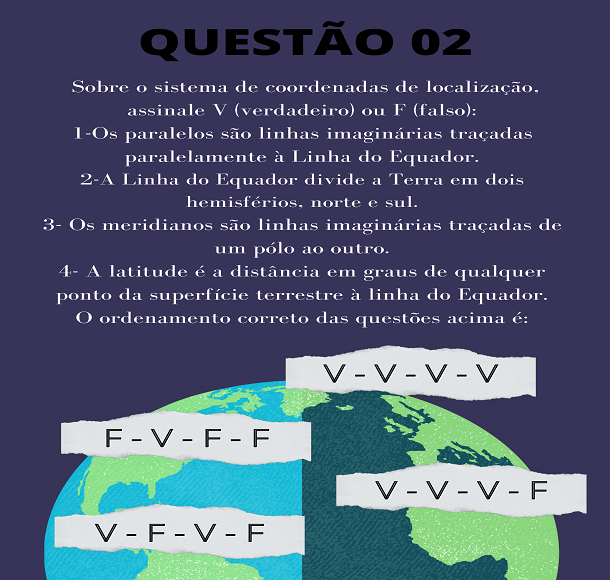 QUESTÃO 02
Sobre o sistema de coordenadas de localização,
assinale V (verdadeiro) ou F (falso):
1-Os paralelos são linhas imaginárias traçadas
paralelamente à Linha do Equador.
2-A Linha do Equador divide a Terra em dois
hemisférios, norte e sul.
3- Os meridianos são linhas imaginárias traçadas de
um pólo ao outro.
4- A latitude é a distância em graus de qualquer
ponto da superfície terrestre à linha do Equador.
O ordenamento correto das questões acima é:
V - V - V - V
F - V - F - F
V - V - V - F
V - F - V - F